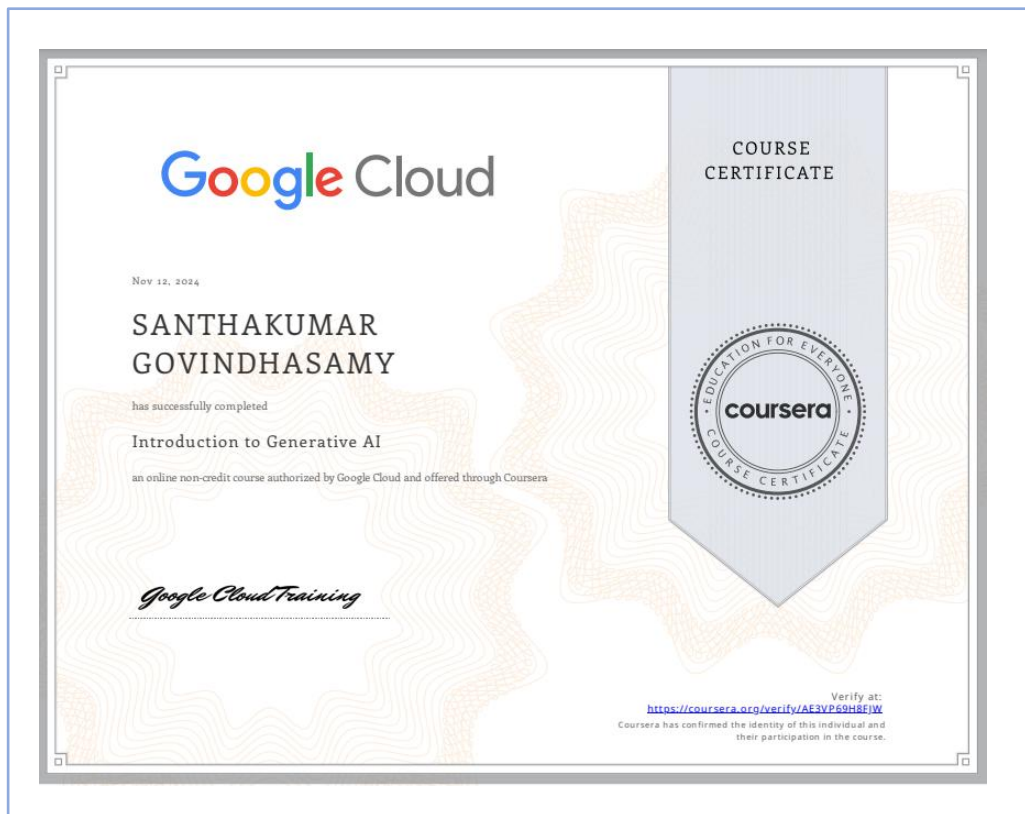 Google Cloud
COURSE
CERTIFICATE
Nov 12, 2024
SANTHAKUMAR
GOVINDHASAMY
has successfully completed
Introduction to Generative AI
an online non-credit course authorized by Google Cloud and offered through Coursera
EDUCATION FOR EVERYONE
coursera
COURSE CERTIFICATE
Google Cloud Training
Verify at:
https://coursera.org/verify/AE3VP69H8FJW
Coursera has confirmed the identity of this individual and
their participation in the course.